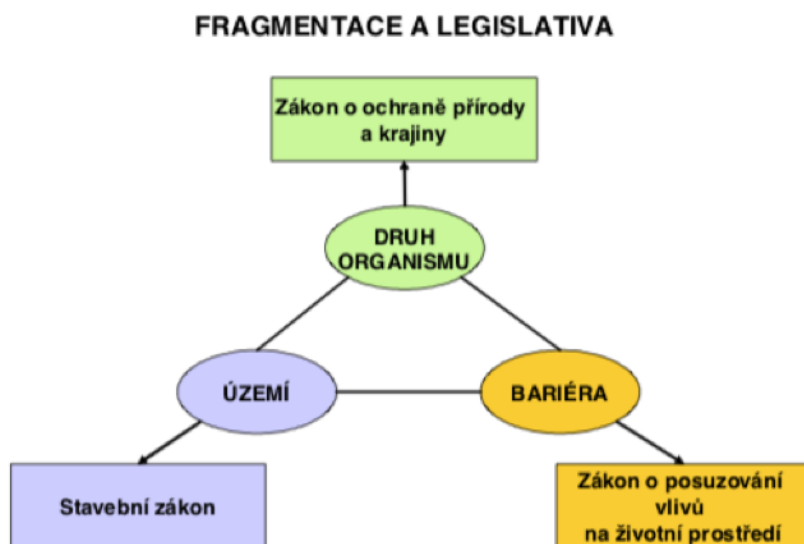 FRAGMENTACE A LEGISLATIVA
Zákon o ochraně přírody
a krajiny
DRUH
ORGANISMU
ÚZEMÍ
BARIÉRA
Stavební zákon
Zákon o posuzování
vlivů
na životní prostředí